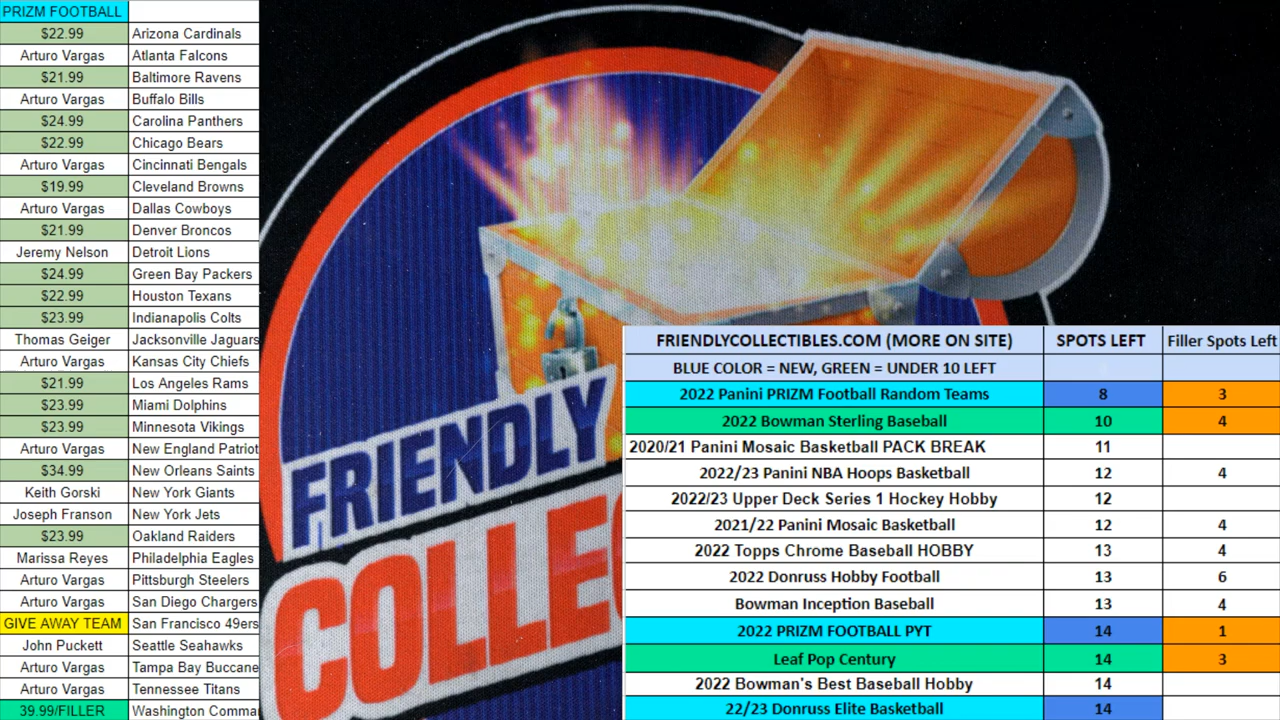 PRIZM FOOTBALL
$22.99 Arizona Cardinals
Arturo Vargas Atlanta Falcons
$21.99 Baltimore Ravens
Arturo Vargas Buffalo Bills
$24.99 Carolina Panthers
$22.99 Chicago Bears
Arturo Vargas Cincinnati Bengals
$19.99 Cleveland Browns
Arturo Vargas Dallas Cowboys
$21.99 Denver Broncos
Jeremy Nelson Detroit Lions
$24.99 Green Bay Packers
$22.99 Houston Texans
$23.99 Indianapolis Colts
Thomas Geiger Jacksonville Jaguars
Arturo Vargas Kansas City Chiefs
$21.99 Los Angeles Rams
$23.99 Miami Dolphins
$23.99 Minnesota Vikings
Arturo Vargas New England Patriot
$34.99 New Orleans Saints
Keith Gorski New York Giants
Joseph Franson New York Jets
$23.99 Oakland Raiders
Marissa Reyes Philadelphia Eagles
Arturo Vargas Pittsburgh Steelers
Arturo Vargas San Diego Chargers
GIVE AWAY TEAM San Francisco 49ers
John Puckett Seattle Seahawks
Arturo Vargas Tampa Bay Buccane
Arturo Vargas Tennessee Titans
39.99/FILLER Washington Comma
FRIENDLY
COLLE
FRIENDLYCOLLECTIBLES.COM (MORE ON SITE) SPOTS LEFT Filler Spots Left
BLUE COLOR = NEW, GREEN = UNDER 10 LEFT
2022 Panini PRIZM Football Random Teams 8 3
2022 Bowman Sterling Baseball 10 4
2020/21 Panini Mosaic Basketball PACK BREAK 11
2022/23 Panini NBA Hoops Basketball 12 4
2022/23 Upper Deck Series 1 Hockey Hobby 12
2021/22 Panini Mosaic Basketball 12 4
2022 Topps Chrome Baseball HOBBY 13 4
2022 Donruss Hobby Football 13 6
Bowman Inception Baseball 13 4
2022 PRIZM FOOTBALL PYT 14 1
Leaf Pop Century 14 3
2022 Bowman's Best Baseball Hobby 14
22/23 Donruss Elite Basketball 14